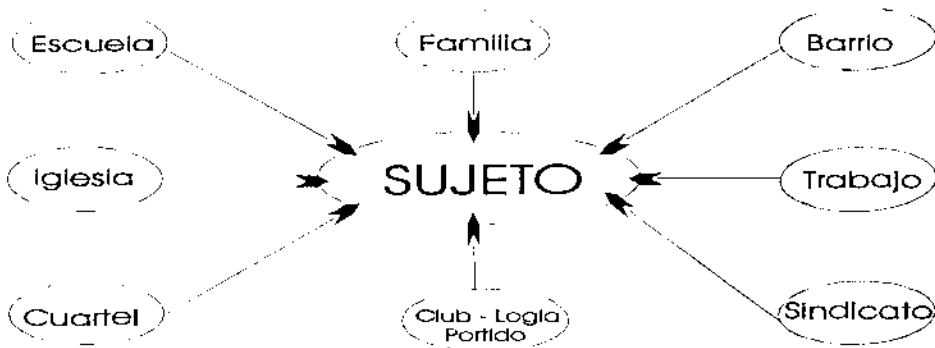 Escuela
Familia
Barrio
Iglesia
SUJETO
Trabajo
Cuartel
Club - Logia
Partido
Sindicato